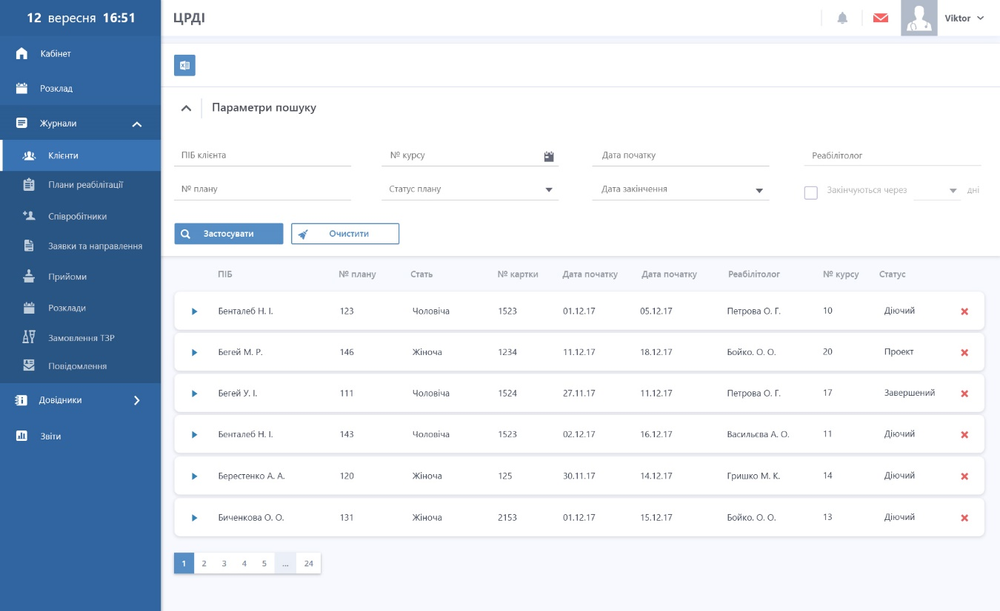 12 вересня 16:51
ЦРДІ
Viktor
Кабінет
Розклад
Журнали
Клієнти
Плани реабілітації
Співробітники
Заявки та направлення
Прийоми
Розклади
Замовлення ТЗР
Повідомлення
Довідники
Звіти
Параметри пошуку
ПІБ клієнта № курсу Дата початку Реабілітолог
№ плану Статус плану Дата закінчення Закінчуються через дні
Застосувати Очистити
ПІБ № плану Стать № картки Дата початку Дата початку Реабілітолог № курсу Статус
Бенталеб Н. І. 123 Чоловіча 1523 01.12.17 05.12.17 Петрова О. Г. 10 Діючий
Бегей М. Р. 146 Жіноча 1234 11.12.17 18.12.17 Бойко. О. О. 20 Проект
Бегей У. І. 111 Чоловіча 1524 27.11.17 11.12.17 Петрова О. Г. 17 Завершений
Бенталеб Н. І. 143 Чоловіча 1523 02.12.17 16.12.17 Васильєва А. О. 11 Діючий
Берестенко А. А. 120 Жіноча 125 30.11.17 14.12.17 Гришко М. К. 14 Діючий
Биченкова О. О. 131 Жіноча 2153 01.12.17 15.12.17 Бойко. О. О. 13 Діючий
1 2 3 4 5 ... 24